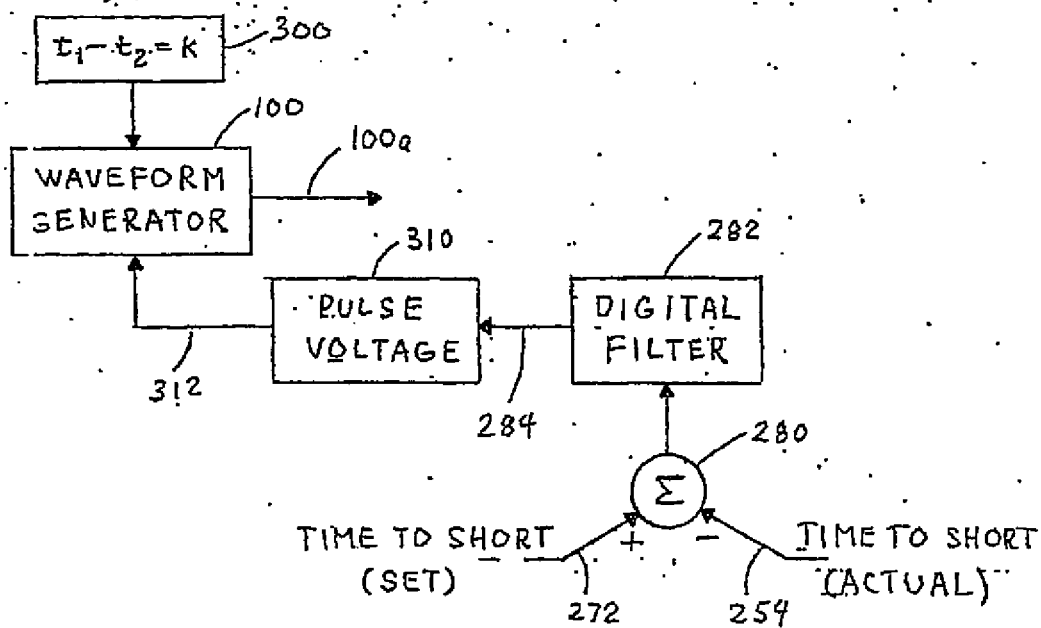 t₁ - t₂ = K
300
100
100a
WAVEFORM
GENERATOR
310
282
PULSE
VOLTAGE
DIGITAL
FILTER
312
284
280
Σ
TIME TO SHORT
(SET)
+
-
TIME TO SHORT
(ACTUAL)
272
254